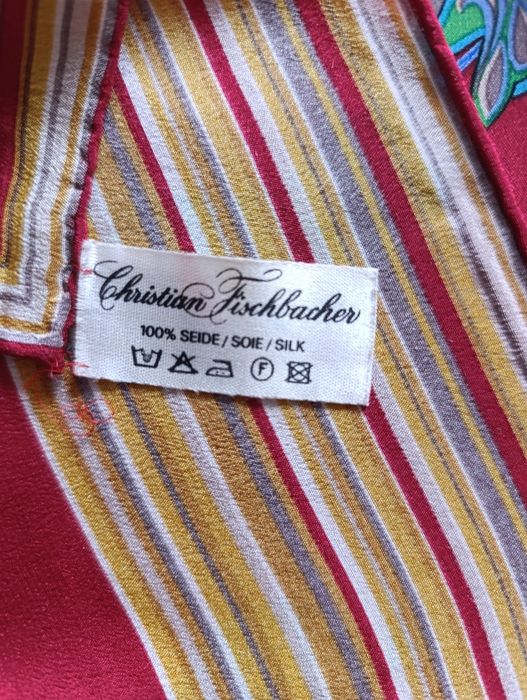 Christian Fischbacher
100% SEIDE / SOIE / SILK
F